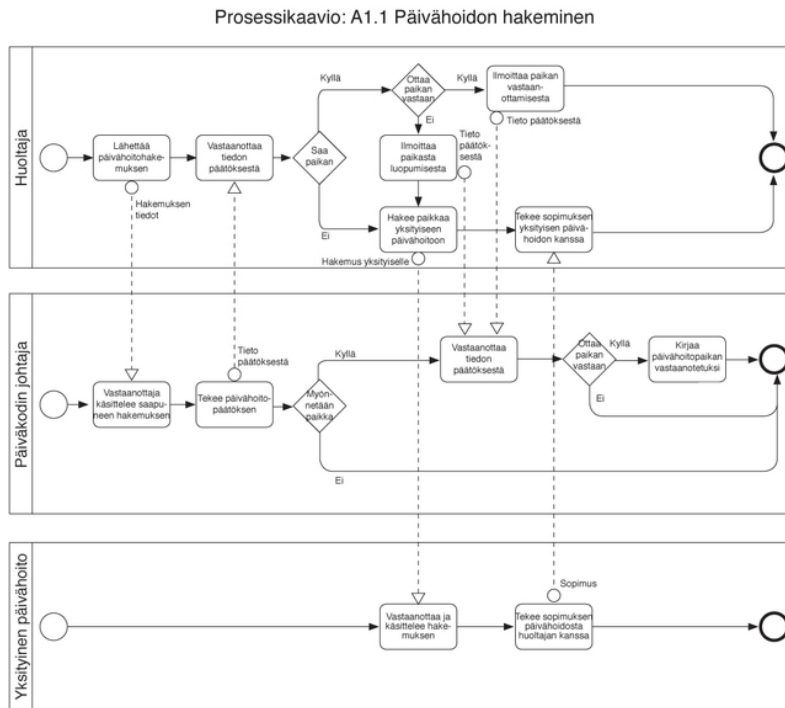 Prosessikaavio: A1.1 Päivähoidon hakeminen
Huoltaja
Lähettää
päivähoitohake-
muksen
Hakemuksen
tiedot
Vastaanottaa
tiedon
päätöksestä
Saa
paikan
Kyllä
Ei
Ottaa
paikan
vastaan
Kyllä
Ei
Ilmoittaa paikan
vastaan-
ottamisesta
Tieto päätöksestä
Ilmoittaa
paikasta
luopumisesta
Tieto
päätök-
sestä
Hakee paikkaa
yksityiseen
päivähoitoon
Hakemus yksityiselle
Tekee sopimuksen
yksityisen päivä-
hoidon kanssa
Päiväkodin johtaja
Vastaanottaja
käsittelee saapu-
neen hakemuksen
Tieto
päätöksestä
Tekee päivähoito-
päätöksen
Myön-
netään
paikka
Kyllä
Ei
Vastaanottaa
tiedon
päätöksestä
Ottaa
paikan
vastaan
Kyllä
Ei
Kirjaa
päivähoitopaikan
vastaanotetuksi
Yksityinen päivähoito
Vastaanottaa ja
käsittelee hake-
muksen
Sopimus
Tekee sopimuksen
päivähoidosta
huoltajan kanssa